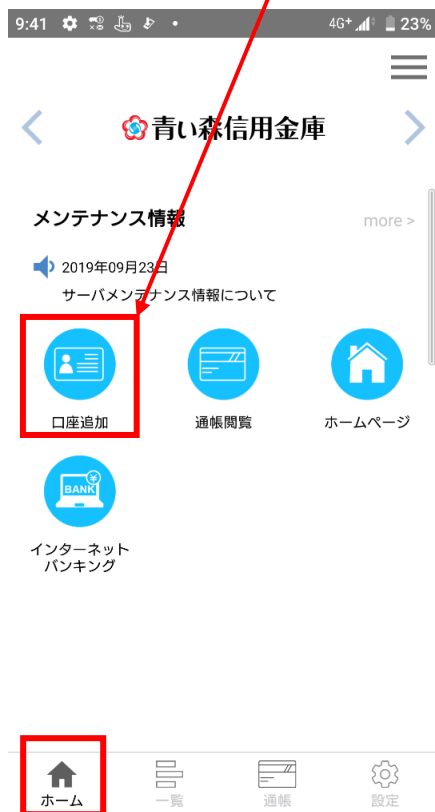 9:41 4G+ 23%
青い森信用金庫
メンテナンス情報 more >
2019年09月23日
サーバメンテナンス情報について
口座追加 通帳閲覧 ホームページ
BANK ¥
インターネット
バンキング
ホーム 一覧 通帳 設定